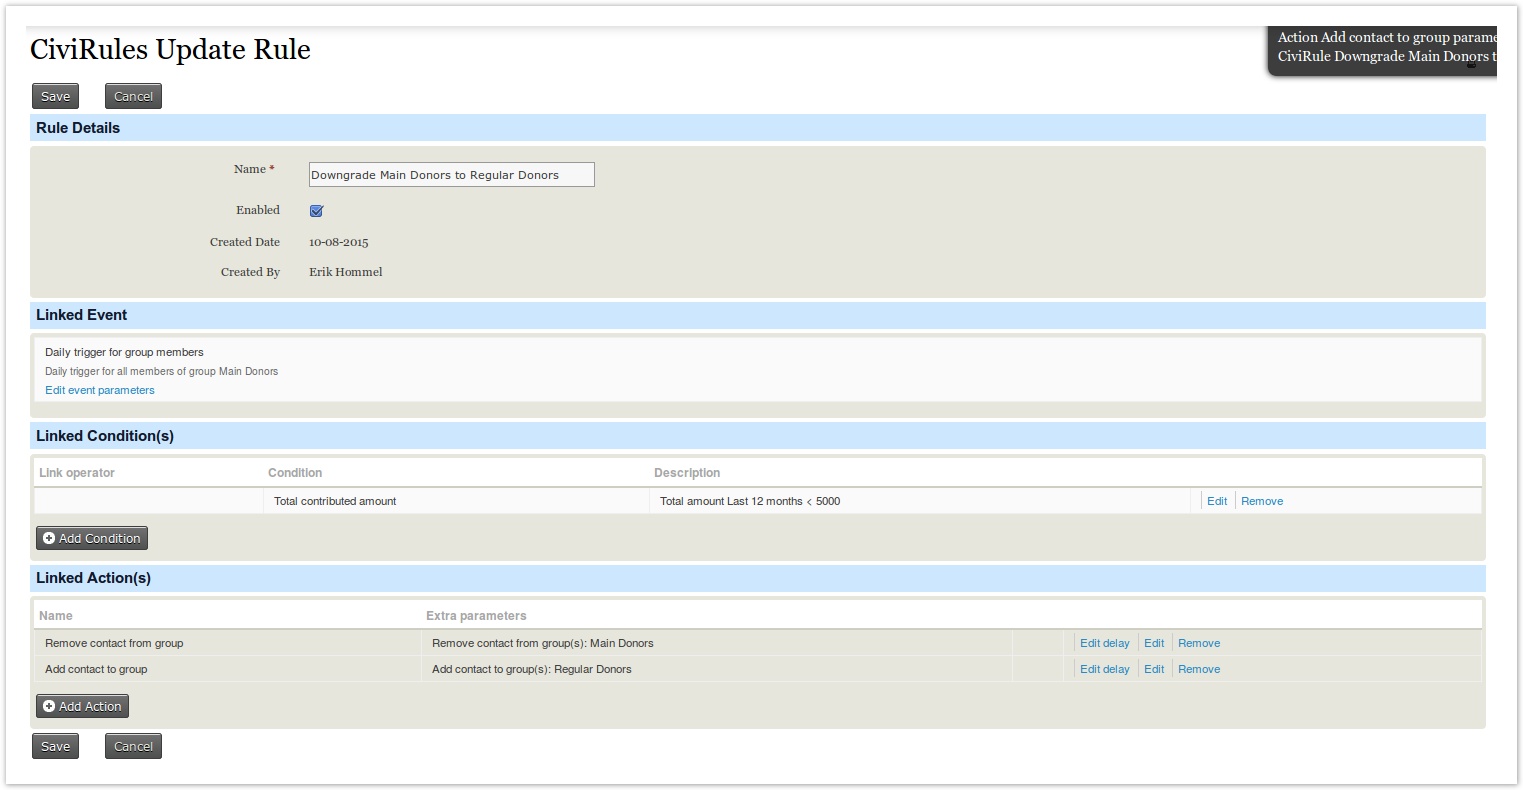 CiviRules Update Rule
Action Add contact to group
CiviRule Downgrade Main Donors
Save Cancel
Rule Details
Name * Downgrade Main Donors to Regular Donors
Enabled
Created Date 10-08-2015
Created By Erik Hommel
Linked Event
Daily trigger for group members
Daily trigger for all members of group Main Donors
Edit event parameters
Linked Condition(s)
Link operator Condition Description
Total contributed amount Total amount Last 12 months < 5000 Edit Remove
Add Condition
Linked Action(s)
Name Extra parameters
Remove contact from group Remove contact from group(s): Main Donors Edit delay Edit Remove
Add contact to group Add contact to group(s): Regular Donors Edit delay Edit Remove
Add Action
Save Cancel